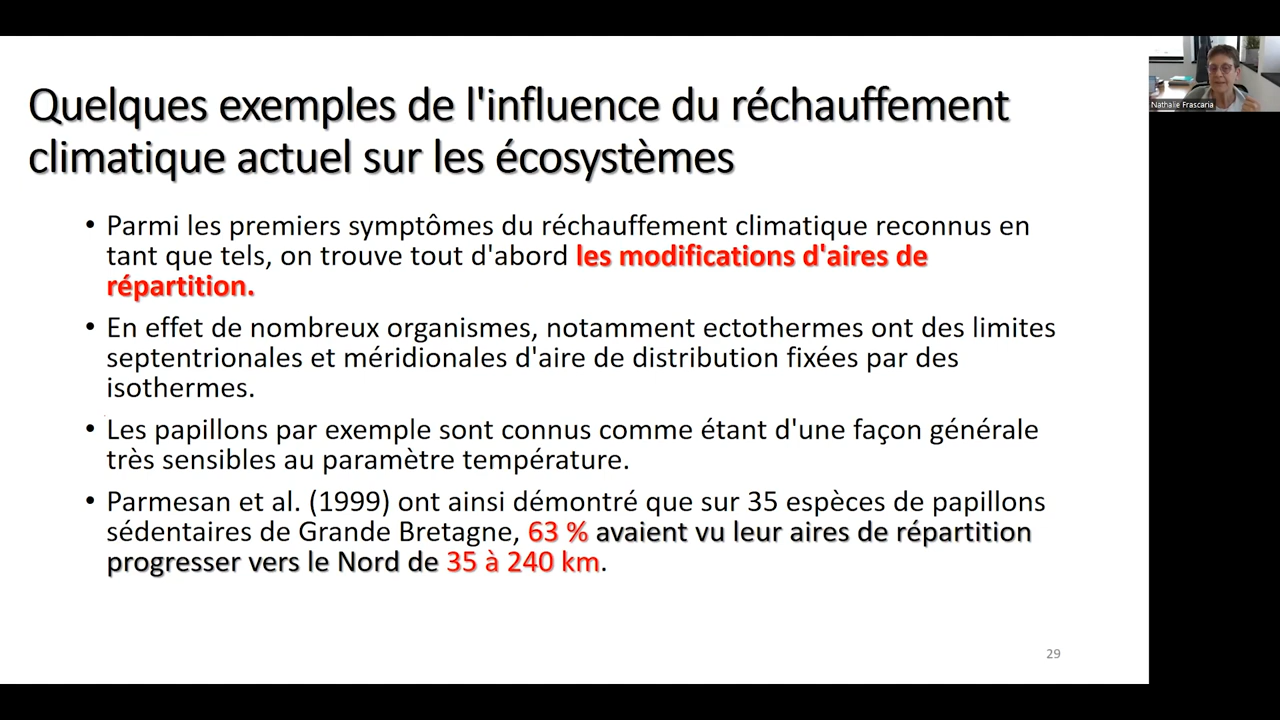 Quelques exemples de l'influence du réchauffement
climatique actuel sur les écosystèmes
• Parmi les premiers symptômes du réchauffement climatique reconnus en
tant que tels, on trouve tout d'abord les modifications d'aires de
répartition.
• En effet de nombreux organismes, notamment ectothermes ont des limites
septentrionales et méridionales d'aire de distribution fixées par des
isothermes.
• Les papillons par exemple sont connus comme étant d'une façon générale
très sensibles au paramètre température.
• Parmesan et al. (1999) ont ainsi démontré que sur 35 espèces de papillons
sédentaires de Grande Bretagne, 63 % avaient vu leur aires de répartition
progresser vers le Nord de 35 à 240 km.
29
Nathalie Frascaria